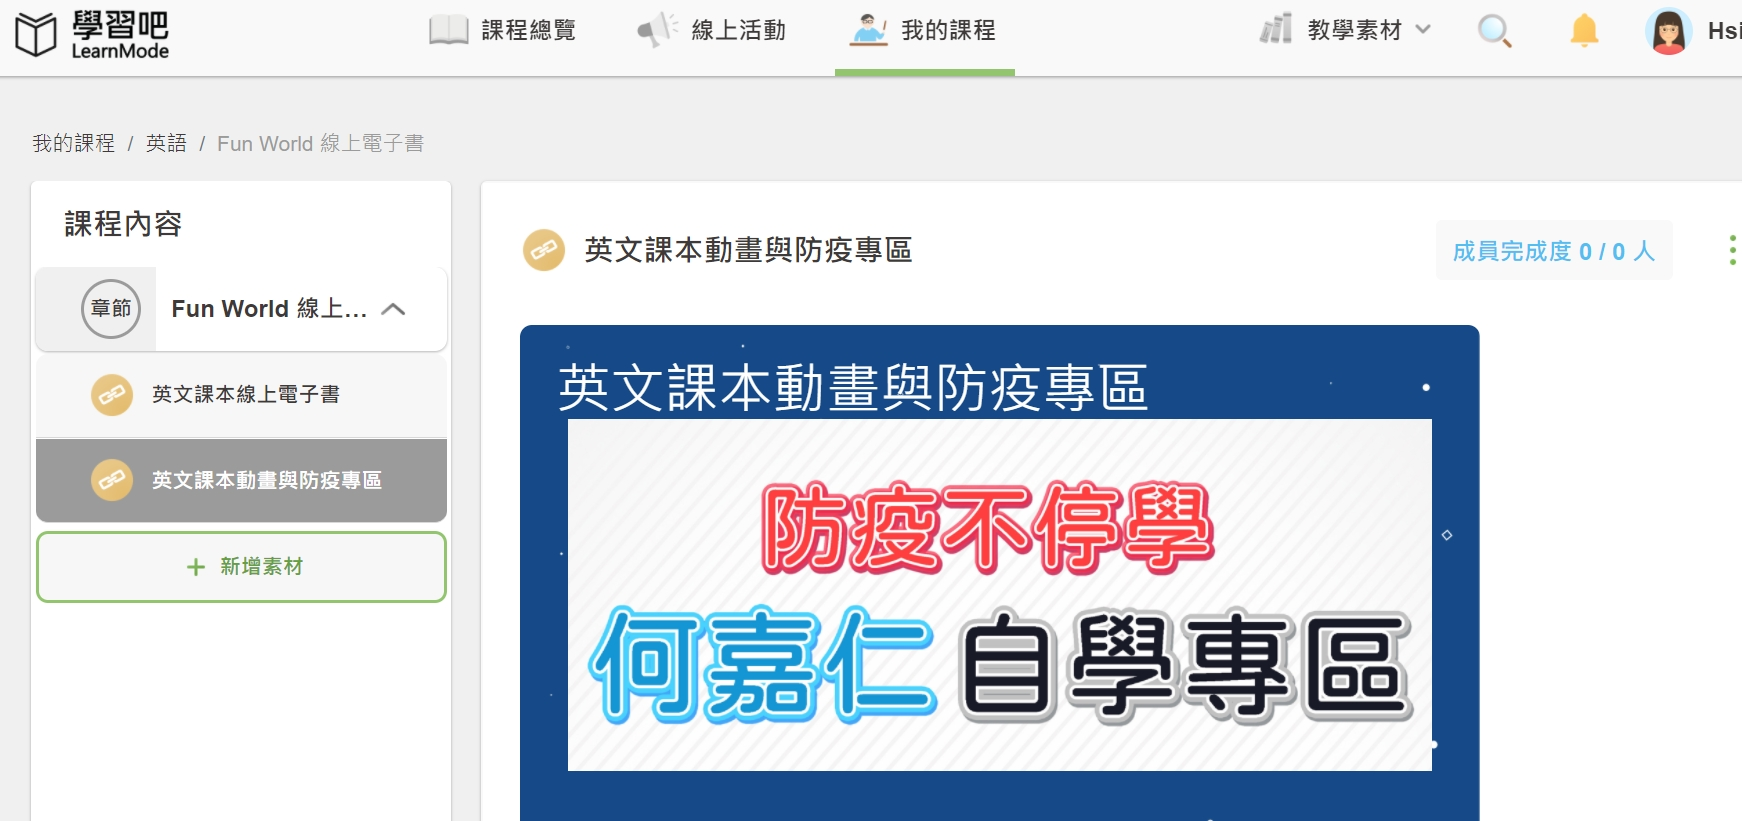 學習吧
LearnMode
課程總覽
線上活動
我的課程
教學素材
Hsi
我的課程 / 英語 / Fun World 線上電子書
課程內容
章節
Fun World 線上...
英文課本線上電子書
英文課本動畫與防疫專區
+ 新增素材
英文課本動畫與防疫專區
成員完成度 0 / 0 人
英文課本動畫與防疫專區
防疫不停學
何嘉仁自學專區